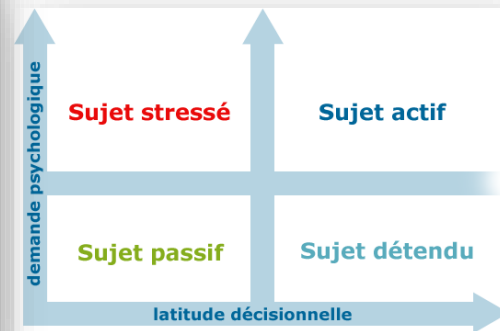 demande psychologique
Sujet stressé
Sujet actif
Sujet passif
Sujet détendu
latitude décisionnelle